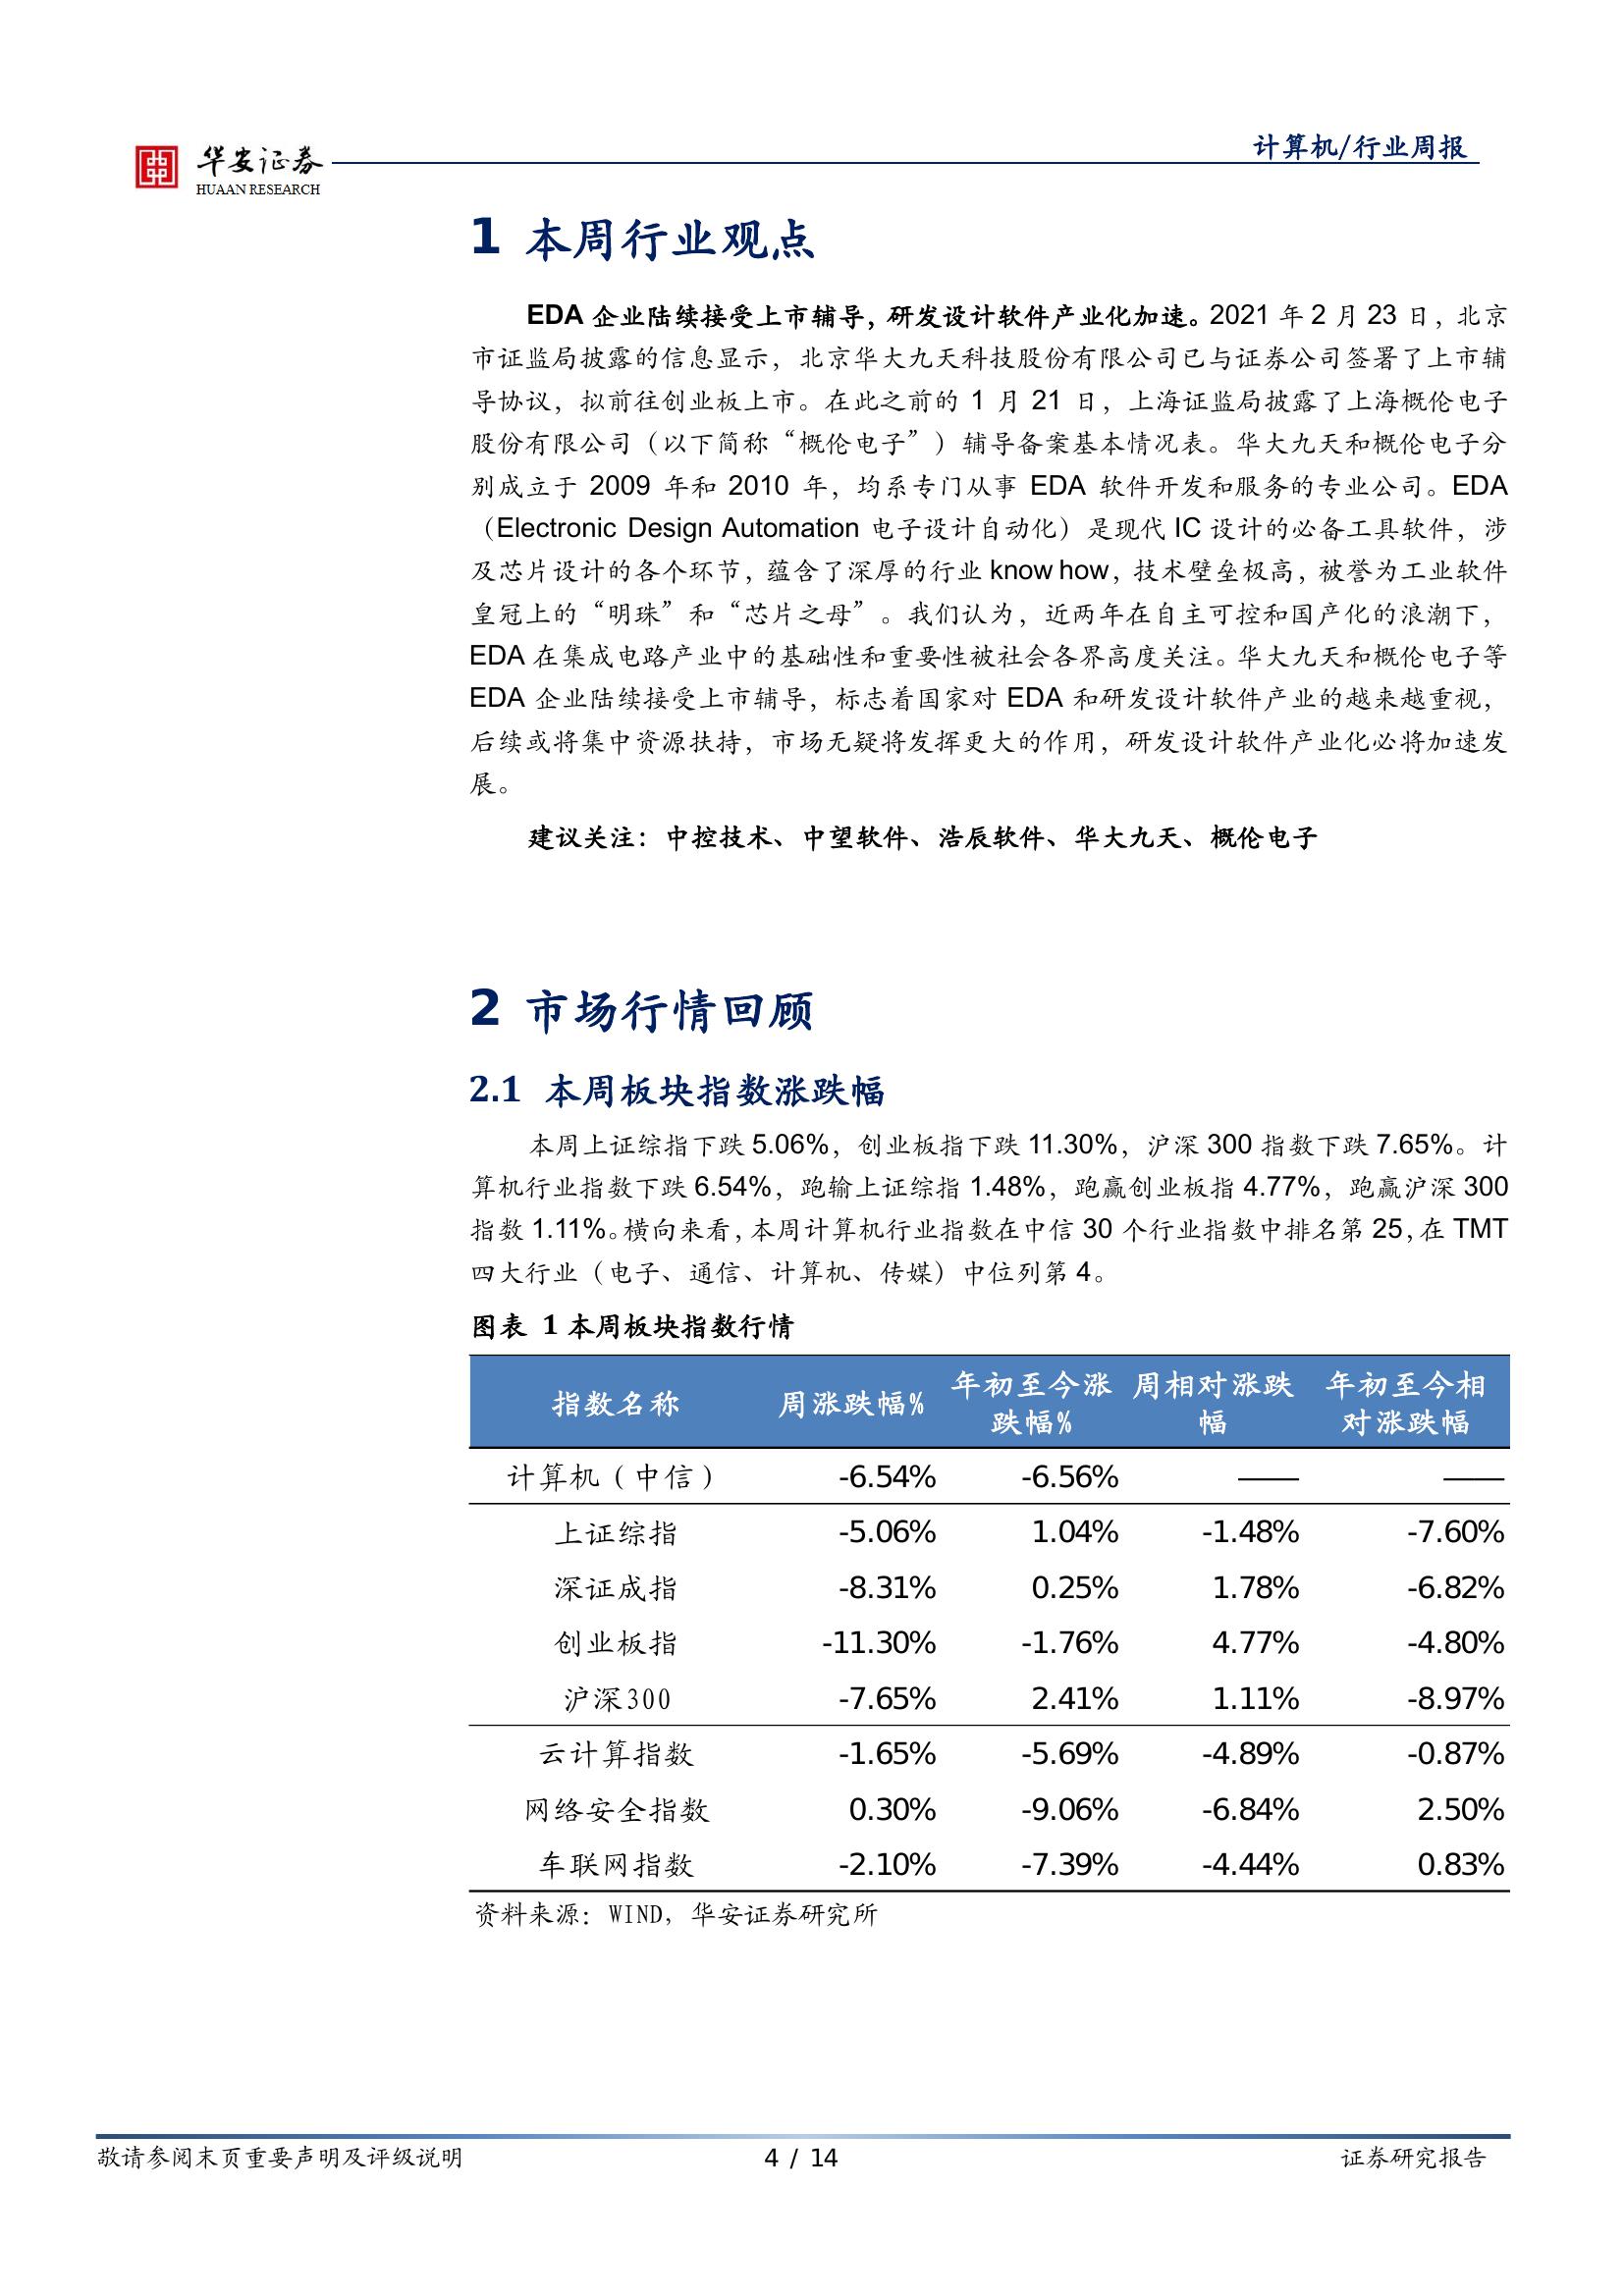 华安证券
HUAAN RESEARCH
计算机/行业周报
1 本周行业观点
EDA 企业陆续接受上市辅导，研发设计软件产业化加速。2021 年 2 月 23 日，北京
市证监局披露的信息显示，北京华大九天科技股份有限公司已与证券公司签署了上市辅
导协议，拟前往创业板上市。在此之前的 1 月 21 日，上海证监局披露了上海概伦电子
股份有限公司（以下简称“概伦电子”）辅导备案基本情况表。华大九天和概伦电子分
别成立于 2009 年和 2010 年，均系专门从事 EDA 软件开发和服务的专业公司。EDA
（Electronic Design Automation 电子设计自动化）是现代 IC 设计的必备工具软件，涉
及芯片设计的各个环节，蕴含了深厚的行业 know how，技术壁垒极高，被誉为工业软件
皇冠上的“明珠”和“芯片之母”。我们认为，近两年在自主可控和国产化的浪潮下，
EDA 在集成电路产业中的基础性和重要性被社会各界高度关注。华大九天和概伦电子等
EDA 企业陆续接受上市辅导，标志着国家对 EDA 和研发设计软件产业的越来越重视，
后续或将集中资源扶持，市场无疑将发挥更大的作用，研发设计软件产业化必将加速发
展。
建议关注：中控技术、中望软件、浩辰软件、华大九天、概伦电子
2 市场行情回顾
2.1 本周板块指数涨跌幅
本周上证综指下跌 5.06%，创业板指下跌 11.30%，沪深 300 指数下跌 7.65%。计
算机行业指数下跌 6.54%，跑输上证综指 1.48%，跑赢创业板指 4.77%，跑赢沪深 300
指数 1.11%。横向来看，本周计算机行业指数在中信 30 个行业指数中排名第 25，在 TMT
四大行业（电子、通信、计算机、传媒）中位列第 4。
图表 1 本周板块指数行情
指数名称 周涨跌幅% 年初至今涨跌幅% 周相对涨跌幅 年初至今相对涨跌幅
计算机（中信） -6.54% -6.56% —— ——
上证综指 -5.06% 1.04% -1.48% -7.60%
深证成指 -8.31% 0.25% 1.78% -6.82%
创业板指 -11.30% -1.76% 4.77% -4.80%
沪深300 -7.65% 2.41% 1.11% -8.97%
云计算指数 -1.65% -5.69% -4.89% -0.87%
网络安全指数 0.30% -9.06% -6.84% 2.50%
车联网指数 -2.10% -7.39% -4.44% 0.83%
资料来源：WIND，华安证券研究所
敬请参阅末页重要声明及评级说明 4 / 14 证券研究报告